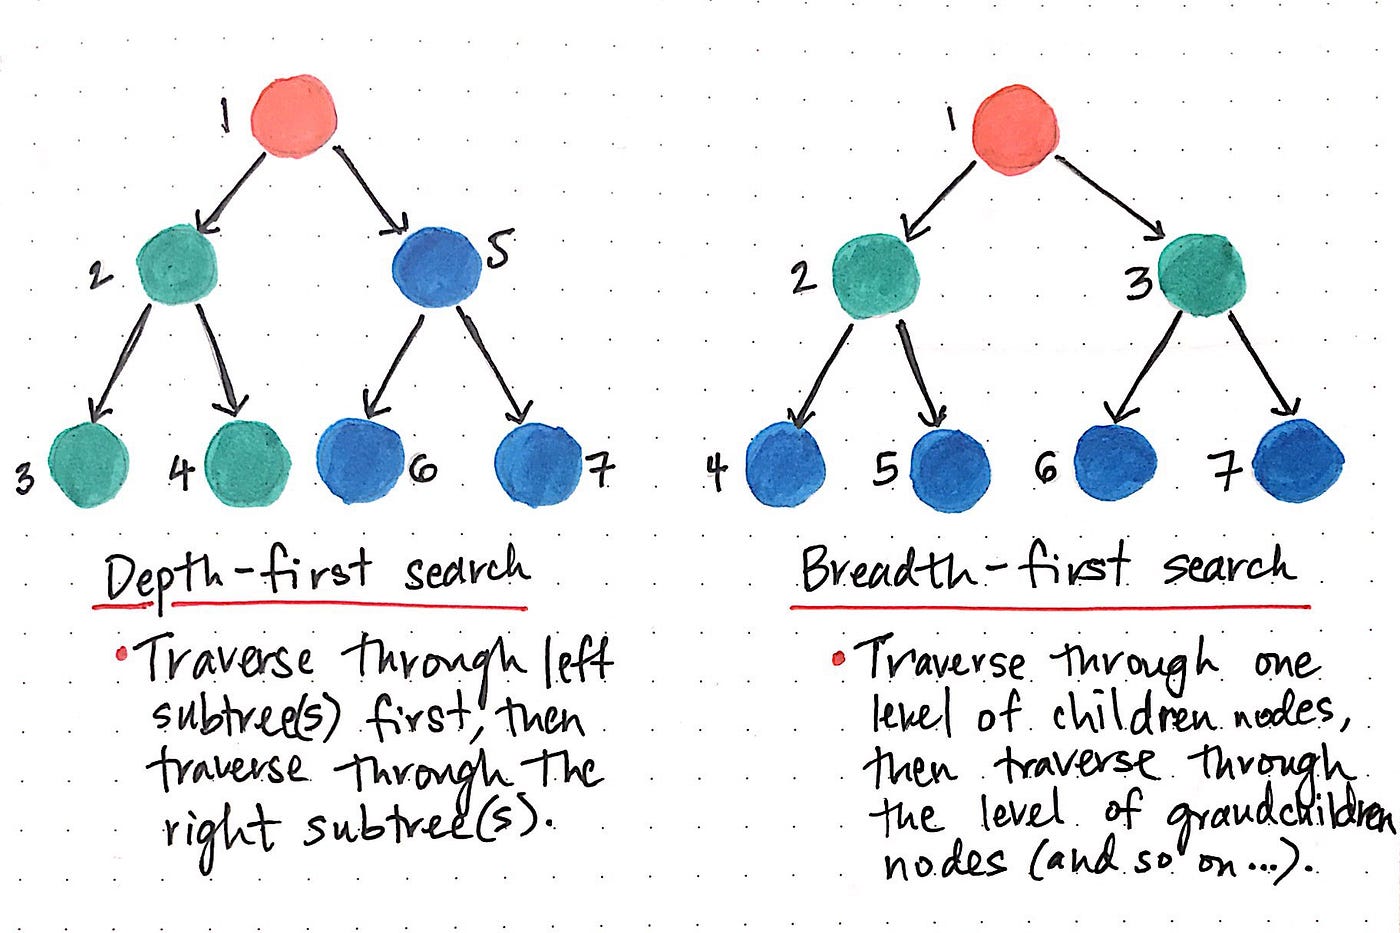 1
2
5
3
4
6
7
Depth-first search
• Traverse through left
subtree(s) first, then
traverse through the
right subtree(s).
1
2
3
4
5
6
7
Breadth-first search
• Traverse through one
level of children nodes,
then traverse through
the level of grandchildren
nodes (and so on...).